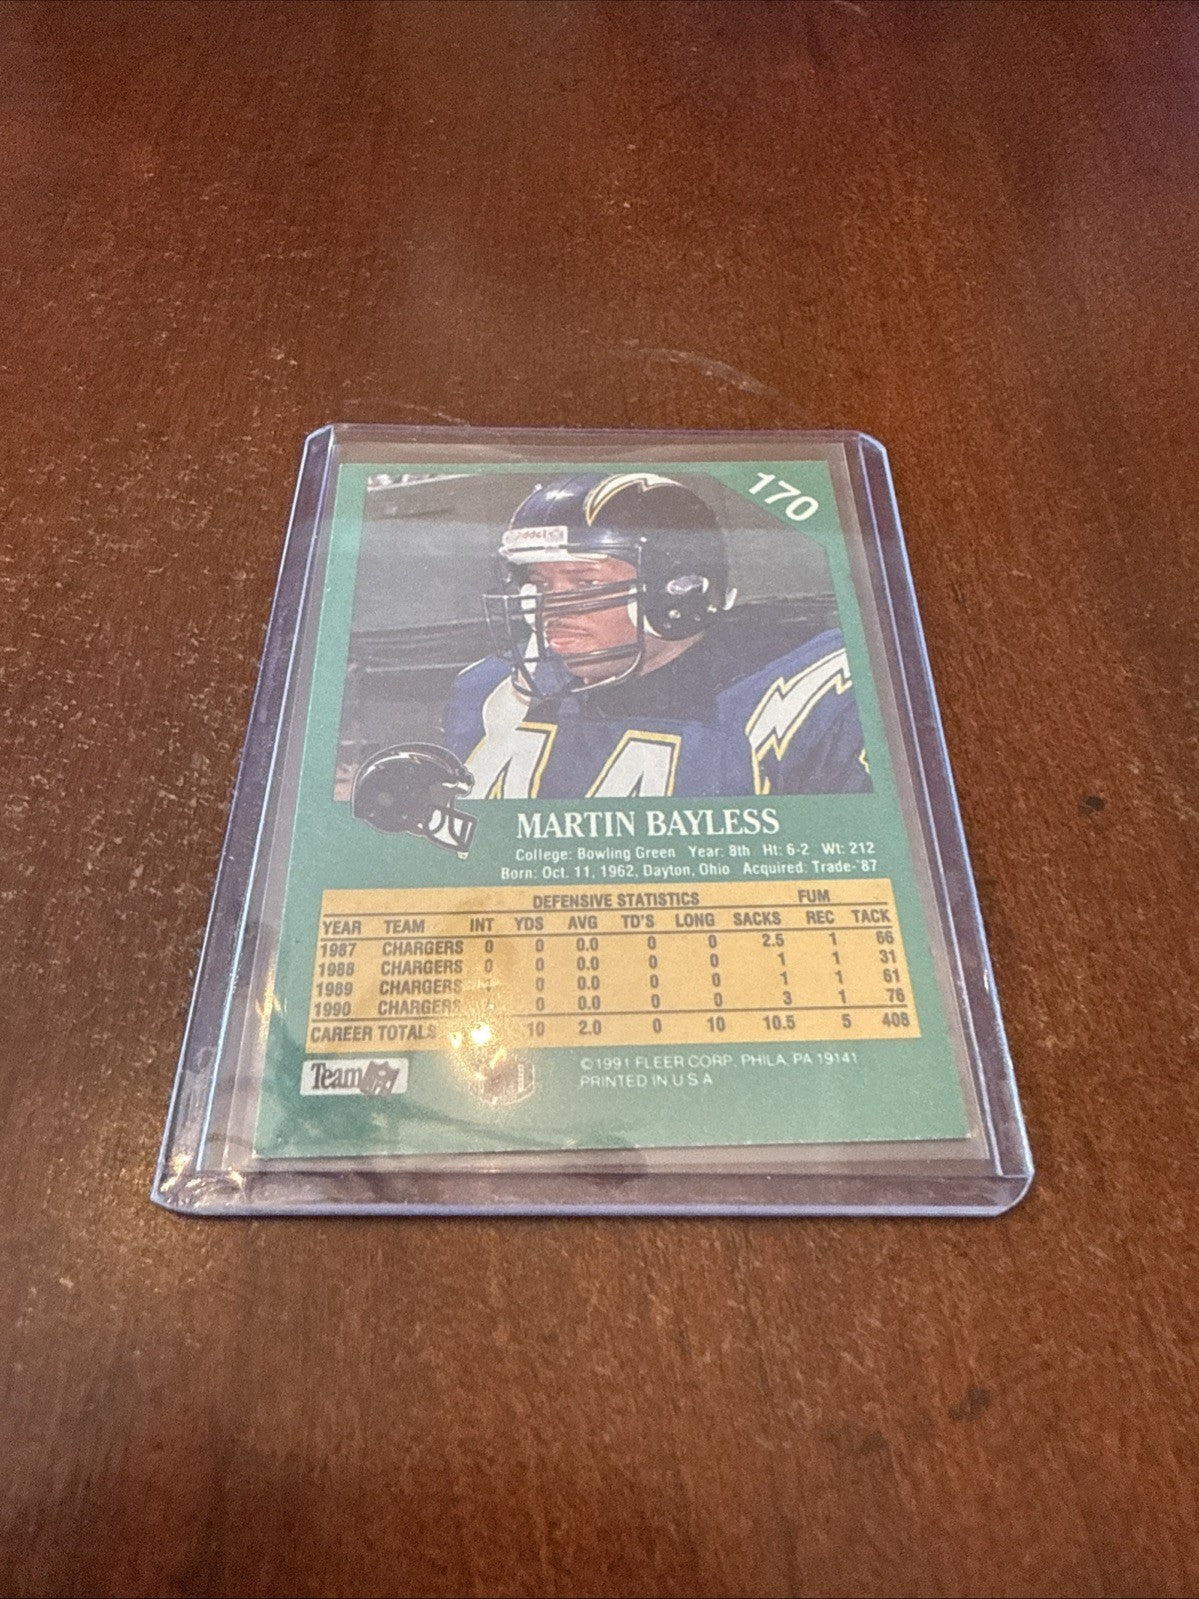 170
Riddell
44
MARTIN BAYLESS
College: Bowling Green Year: 8th Ht: 6-2 Wt: 212
Born: Oct. 11, 1962, Dayton, Ohio Acquired: Trade-'87
DEFENSIVE STATISTICS FUM
YEAR TEAM INT YDS AVG TD'S LONG SACKS REC TACK
1987 CHARGERS 0 0 0.0 0 0 2.5 1 66
1988 CHARGERS 0 0 0.0 0 0 1 1 31
1989 CHARGERS 0 0.0 0 0 1 1 61
1990 CHARGERS 0 0.0 0 0 3 1 76
CAREER TOTALS 10 2.0 0 10 10.5 5 408
Team NFL
©1991 FLEER CORP. PHILA, PA 19141
PRINTED IN U S A